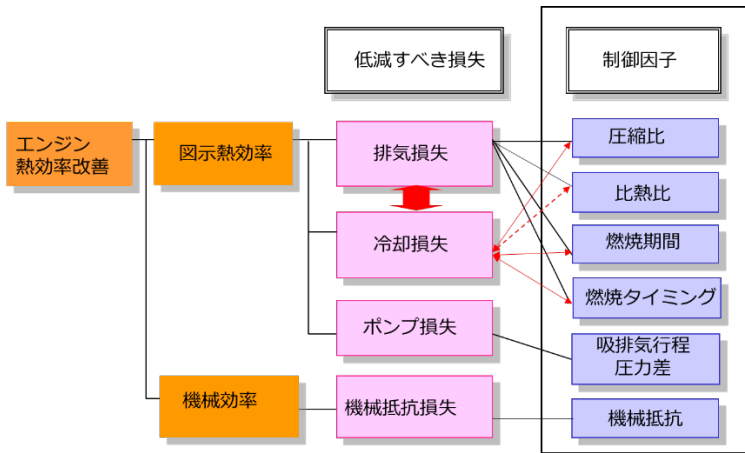 低減すべき損失
制御因子
エンジン
熱効率改善
図示熱効率
排気損失
圧縮比
比熱比
冷却損失
燃焼期間
燃焼タイミング
ポンプ損失
吸排気行程
圧力差
機械効率
機械抵抗損失
機械抵抗